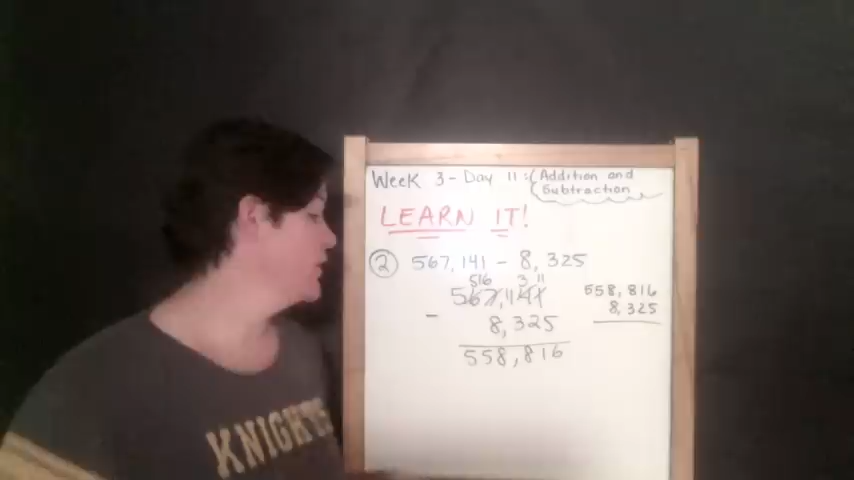 Week 3 - Day 11: Addition and
Subtraction
LEARN IT!
2 567,141 - 8,325
516 3 11
567,141
- 8,325
558,816
558,816
8,325
KNIGHTS